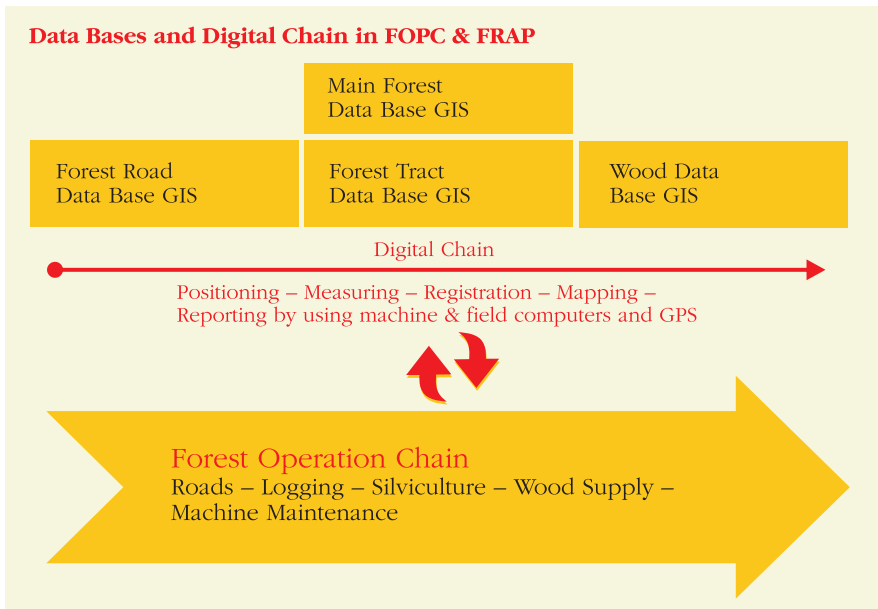 Data Bases and Digital Chain in FOPC & FRAP
Main Forest
Data Base GIS
Forest Road
Data Base GIS
Forest Tract
Data Base GIS
Wood Data
Base GIS
Digital Chain
Positioning – Measuring – Registration – Mapping –
Reporting by using machine & field computers and GPS
Forest Operation Chain
Roads – Logging – Silviculture – Wood Supply –
Machine Maintenance